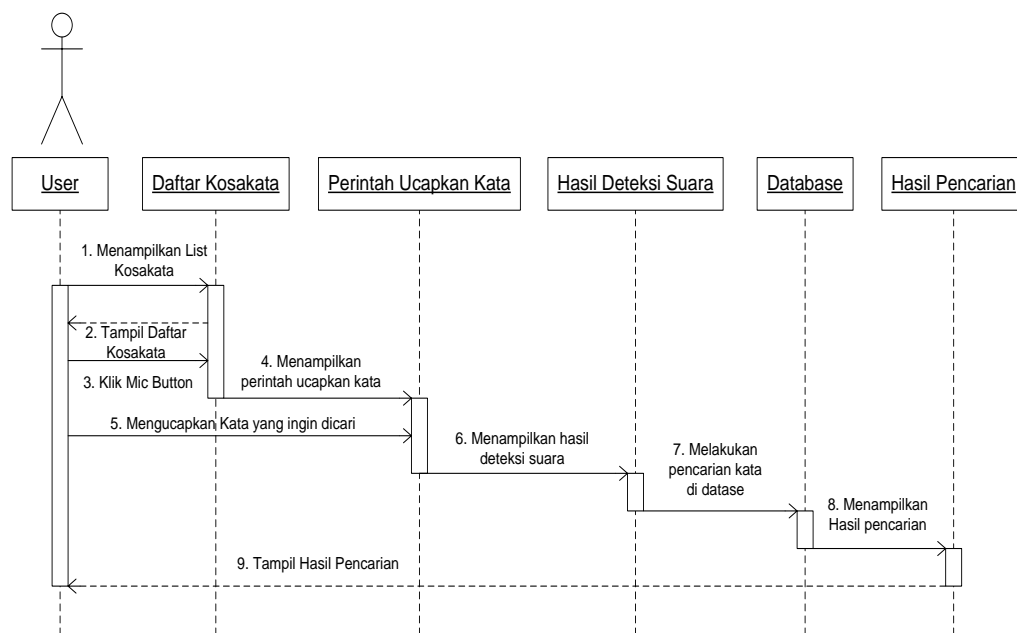 User
Daftar Kosakata
Perintah Ucapkan Kata
Hasil Deteksi Suara
Database
Hasil Pencarian
1. Menampilkan List
Kosakata
2. Tampil Daftar
Kosakata
3. Klik Mic Button
4. Menampilkan
perintah ucapkan kata
5. Mengucapkan Kata yang ingin dicari
6. Menampilkan hasil
deteksi suara
7. Melakukan
pencarian kata
di datase
8. Menampilkan
Hasil pencarian
9. Tampil Hasil Pencarian